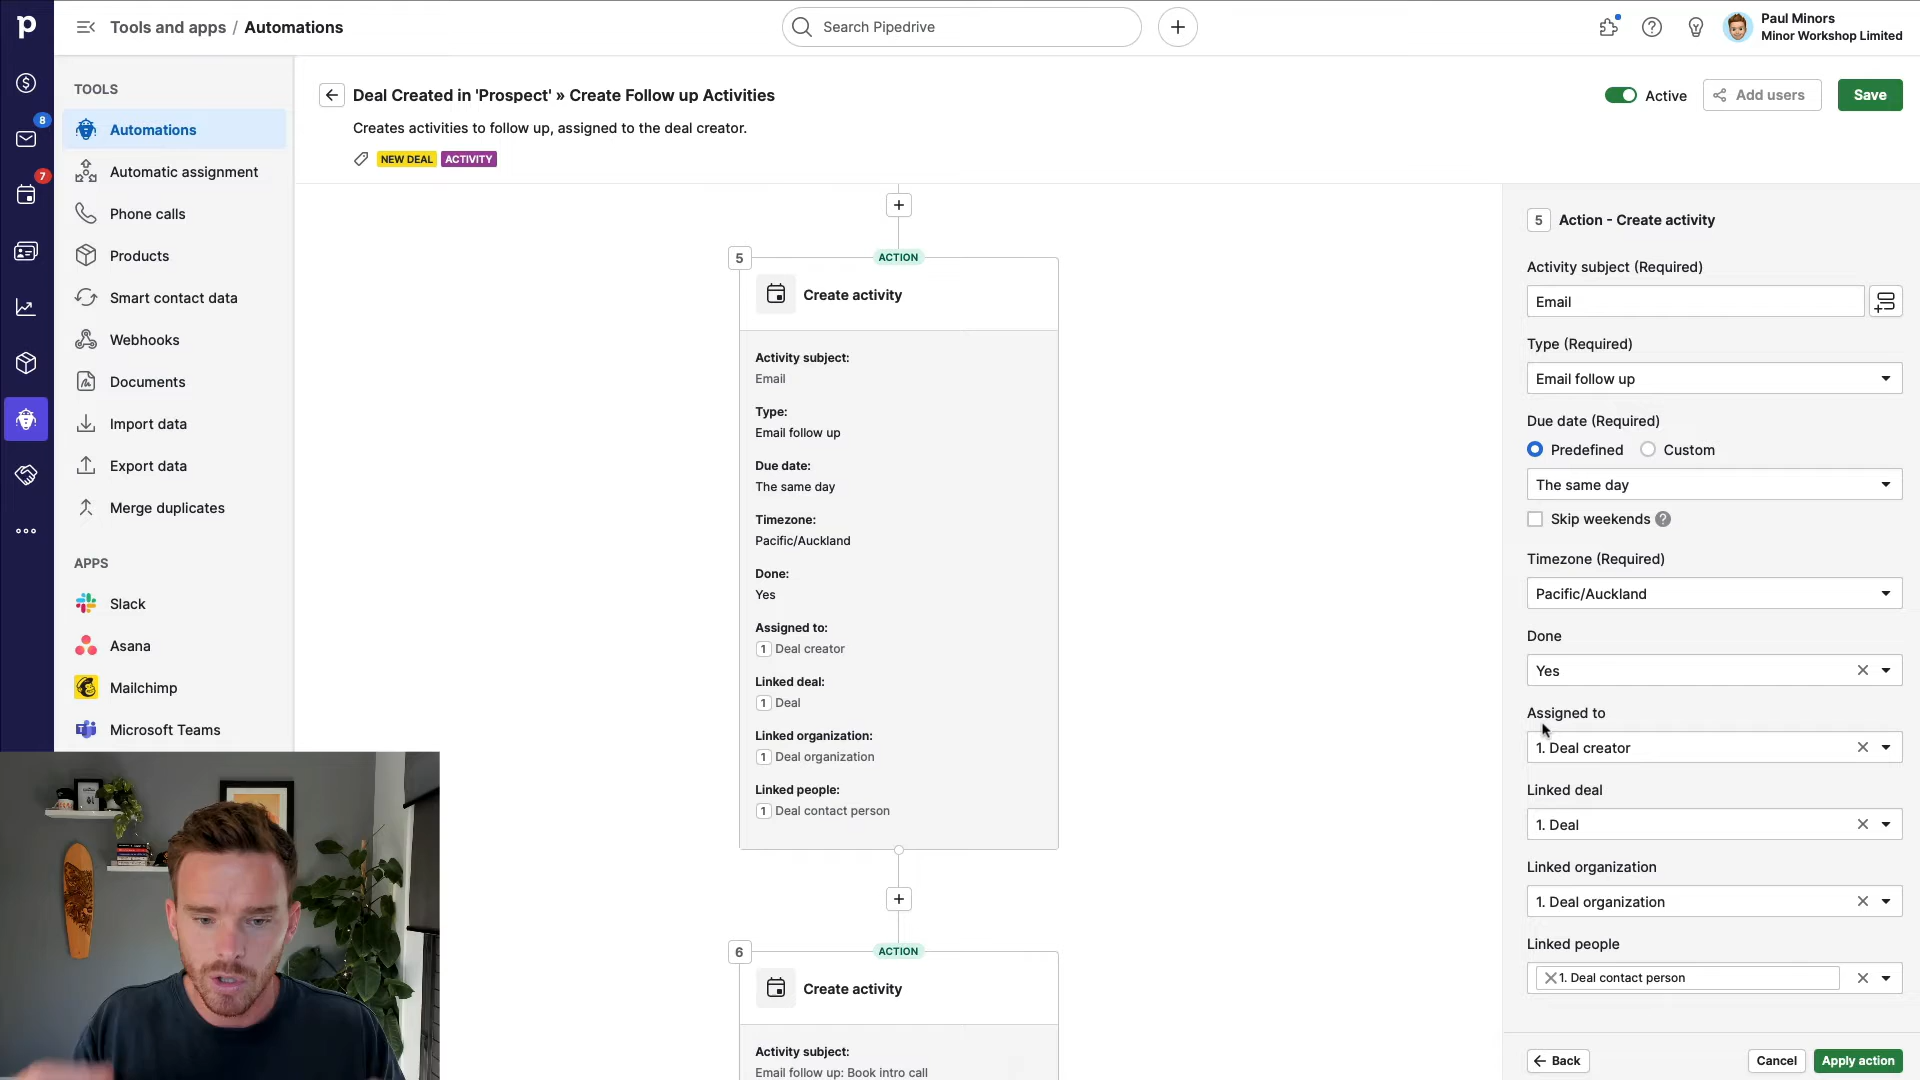 p
Tools and apps / Automations
Search Pipedrive
Paul Minors
Minor Workshop Limited
8
7
TOOLS
Automations
Automatic assignment
Phone calls
Products
Smart contact data
Webhooks
Documents
Import data
Export data
Merge duplicates
APPS
Slack
Asana
Mailchimp
Microsoft Teams
Deal Created in 'Prospect' » Create Follow up Activities
Creates activities to follow up, assigned to the deal creator.
NEW DEAL ACTIVITY
Active
Add users
Save
5
ACTION
Create activity
Activity subject:
Email
Type:
Email follow up
Due date:
The same day
Timezone:
Pacific/Auckland
Done:
Yes
Assigned to:
1 Deal creator
Linked deal:
1 Deal
Linked organization:
1 Deal organization
Linked people:
1 Deal contact person
6
ACTION
Create activity
Activity subject:
Email follow up: Book intro call
5 Action - Create activity
Activity subject (Required)
Email
Type (Required)
Email follow up
Due date (Required)
Predefined Custom
The same day
Skip weekends ?
Timezone (Required)
Pacific/Auckland
Done
Yes
Assigned to
1. Deal creator
Linked deal
1. Deal
Linked organization
1. Deal organization
Linked people
1. Deal contact person
Back
Cancel
Apply action